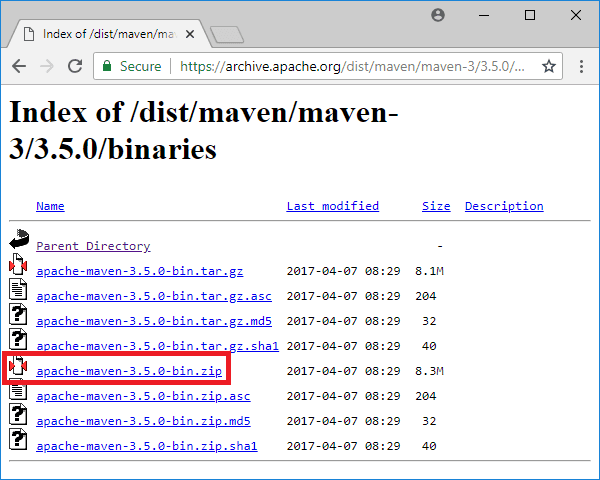 Index of /dist/maven/mav
Secure
https://archive.apache.org/dist/maven/maven-3/3.5.0/...
Index of /dist/maven/maven-
3/3.5.0/binaries
Name Last modified Size Description
Parent Directory -
apache-maven-3.5.0-bin.tar.gz 2017-04-07 08:29 8.1M
apache-maven-3.5.0-bin.tar.gz.asc 2017-04-07 08:29 204
apache-maven-3.5.0-bin.tar.gz.md5 2017-04-07 08:29 32
apache-maven-3.5.0-bin.tar.gz.sha1 2017-04-07 08:29 40
apache-maven-3.5.0-bin.zip 2017-04-07 08:29 8.3M
apache-maven-3.5.0-bin.zip.asc 2017-04-07 08:29 204
apache-maven-3.5.0-bin.zip.md5 2017-04-07 08:29 32
apache-maven-3.5.0-bin.zip.sha1 2017-04-07 08:29 40